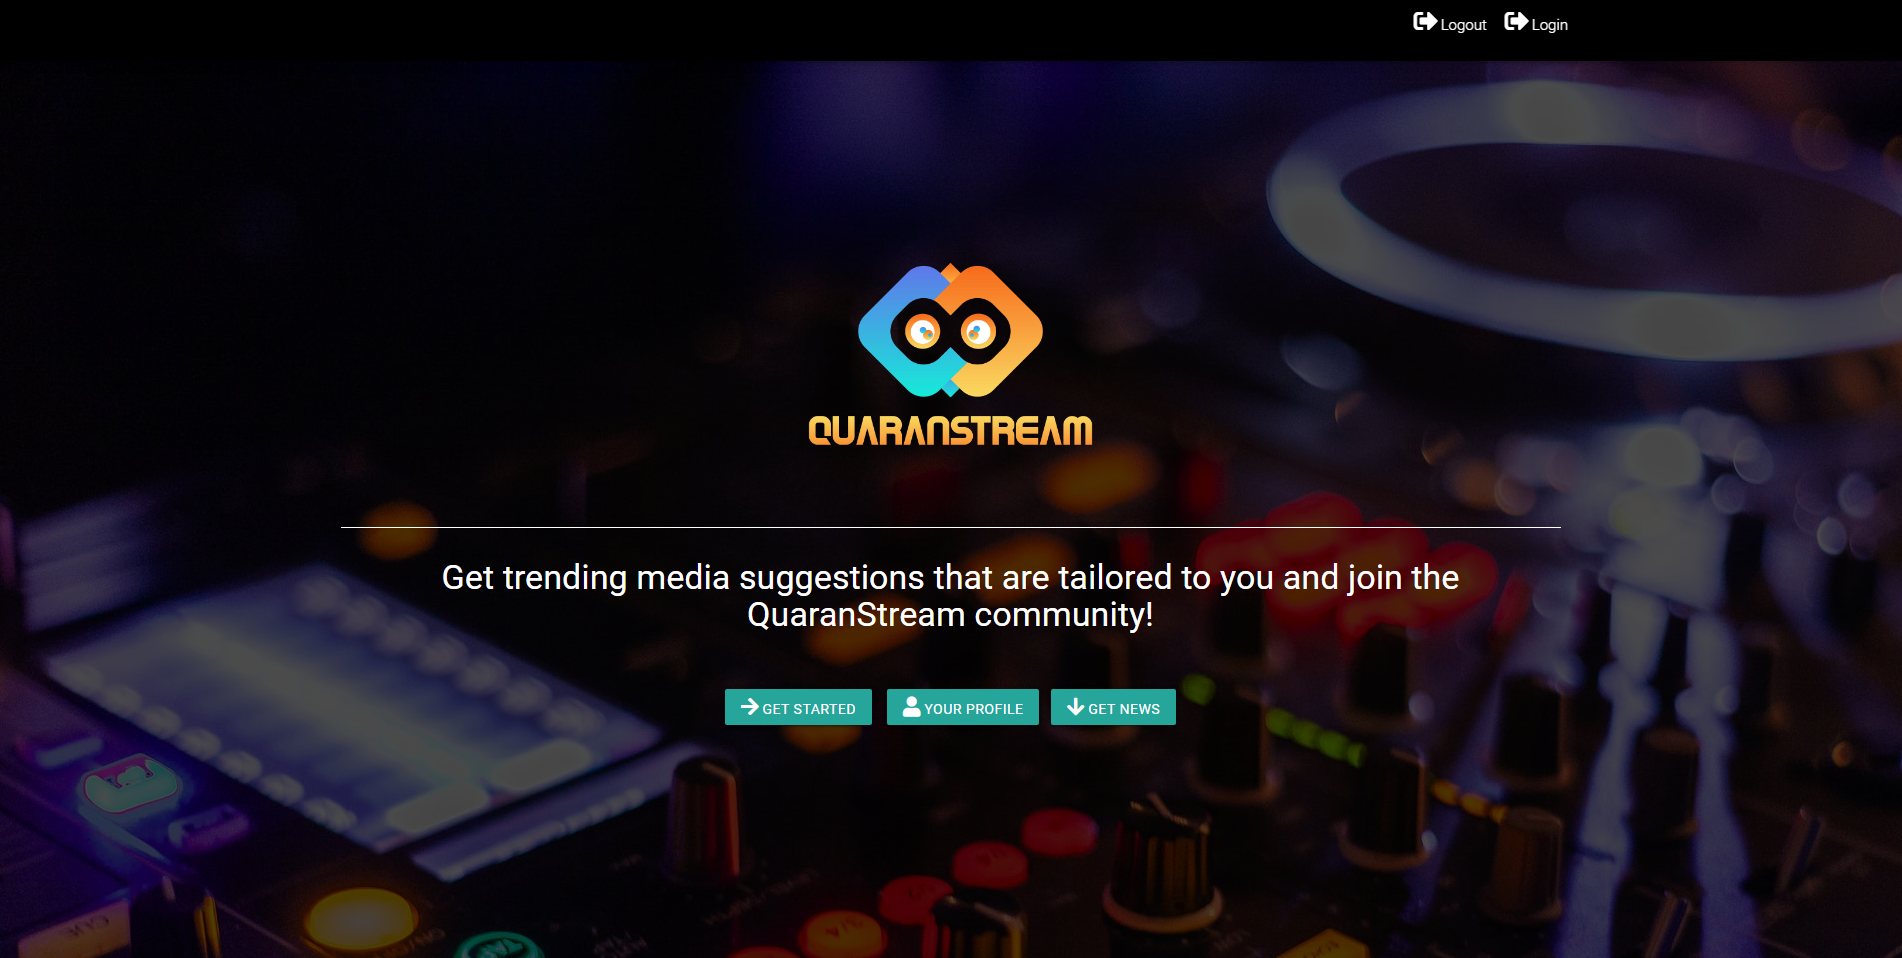 Logout Login
QUARANSTREAM
Get trending media suggestions that are tailored to you and join the
QuaranStream community!
GET STARTED YOUR PROFILE GET NEWS
CUE